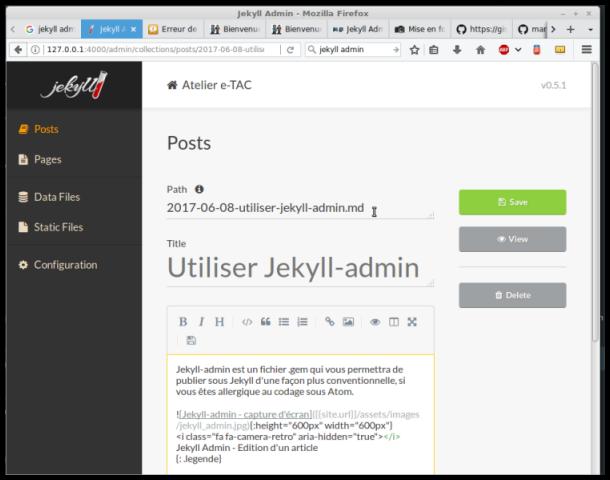 Jekyll Admin - Mozilla Firefox
jekyll adm
jekyll A
Erreur de
Bienvenu
Bienvenu
Jekyll Adm
Mise en fo
https://gi
mar
127.0.0.1:4000/admin/collections/posts/2017-06-08-utilise
jekyll admin
jekyll
Atelier e-TAC
v0.5.1
Posts
Pages
Data Files
Static Files
Configuration
Posts
Path
2017-06-08-utiliser-jekyll-admin.md
Title
Utiliser Jekyll-admin
Save
View
Delete
B I H
Jekyll-admin est un fichier .gem qui vous permettra de
publier sous Jekyll d'une façon plus conventionnelle, si
vous êtes allergique au codage sous Atom.
![Jekyll-admin - capture d'écran]({{site.url}}/assets/images
/jekyll_admin.jpg){:height="600px" width="600px"}
<i class="fa fa-camera-retro" aria-hidden="true"></i>
Jekyll Admin - Edition d'un article
{: .legende}